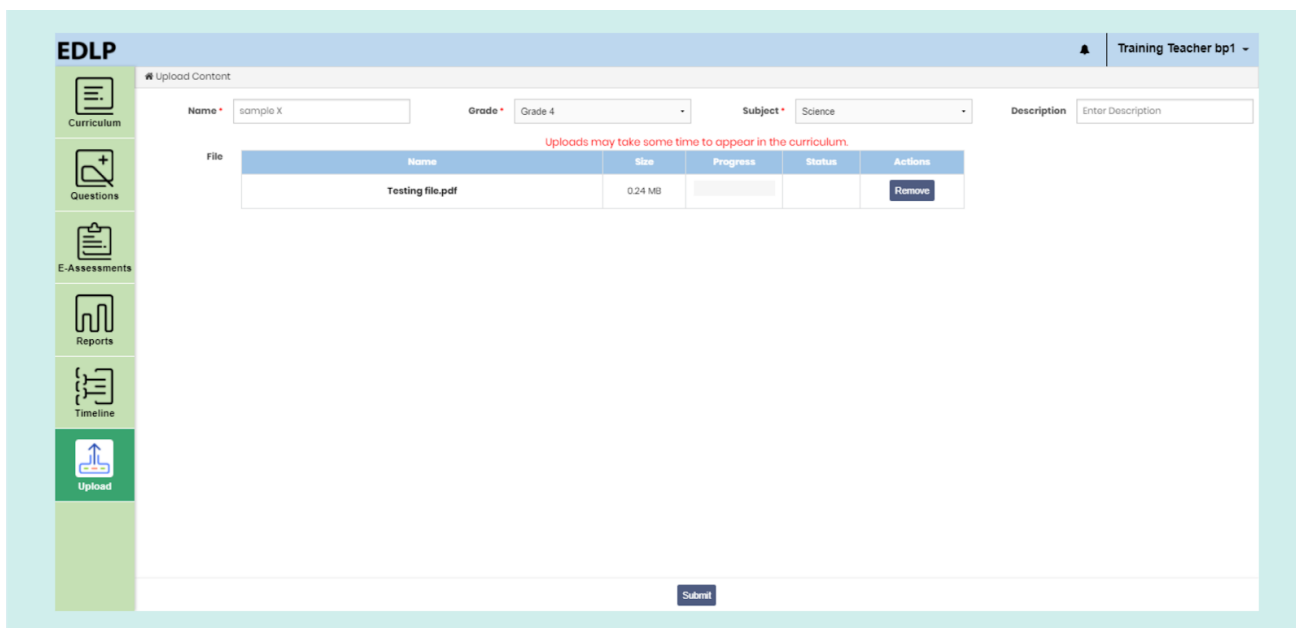 EDLP
Training Teacher bp1
Upload Content
Name * sample X Grade * Grade 4 Subject * Science Description Enter Description
Uploads may take some time to appear in the curriculum.
File
Name Size Progress Status Actions
Testing file.pdf 0.24 MB Remove
Curriculum
Questions
E-Assessments
Reports
Timeline
Upload
Submit